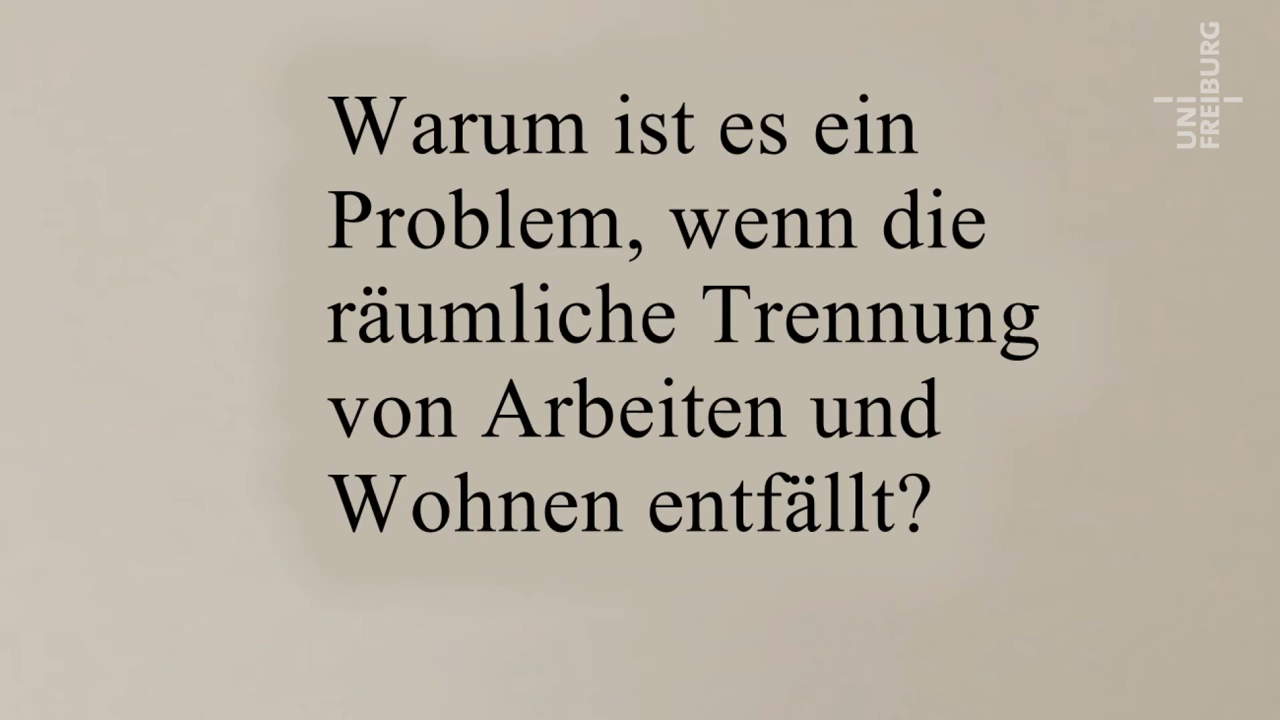 Warum ist es ein
Problem, wenn die
räumliche Trennung
von Arbeiten und
Wohnen entfällt?
UNI
FREIBURG